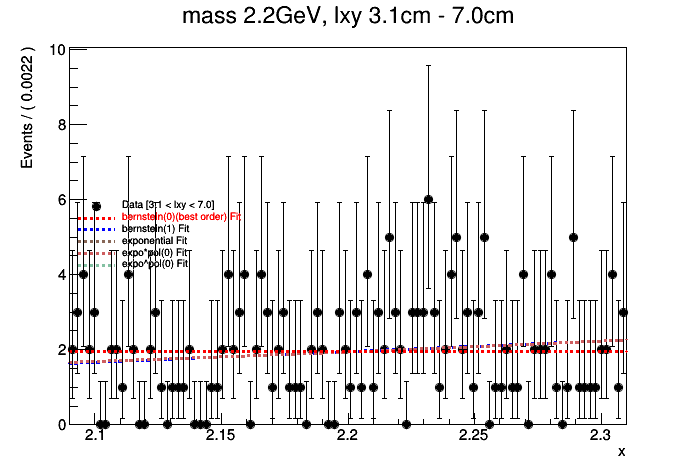 mass 2.2GeV, lxy 3.1cm - 7.0cm
Events / ( 0.0022 )
10
8
6
4
2
0
Data [3.1 < lxy < 7.0]
bernstein(0)(best order) Fit
bernstein(1) Fit
exponential Fit
expo*pol(0) Fit
expo^pol(0) Fit
2.1 2.15 2.2 2.25 2.3
x